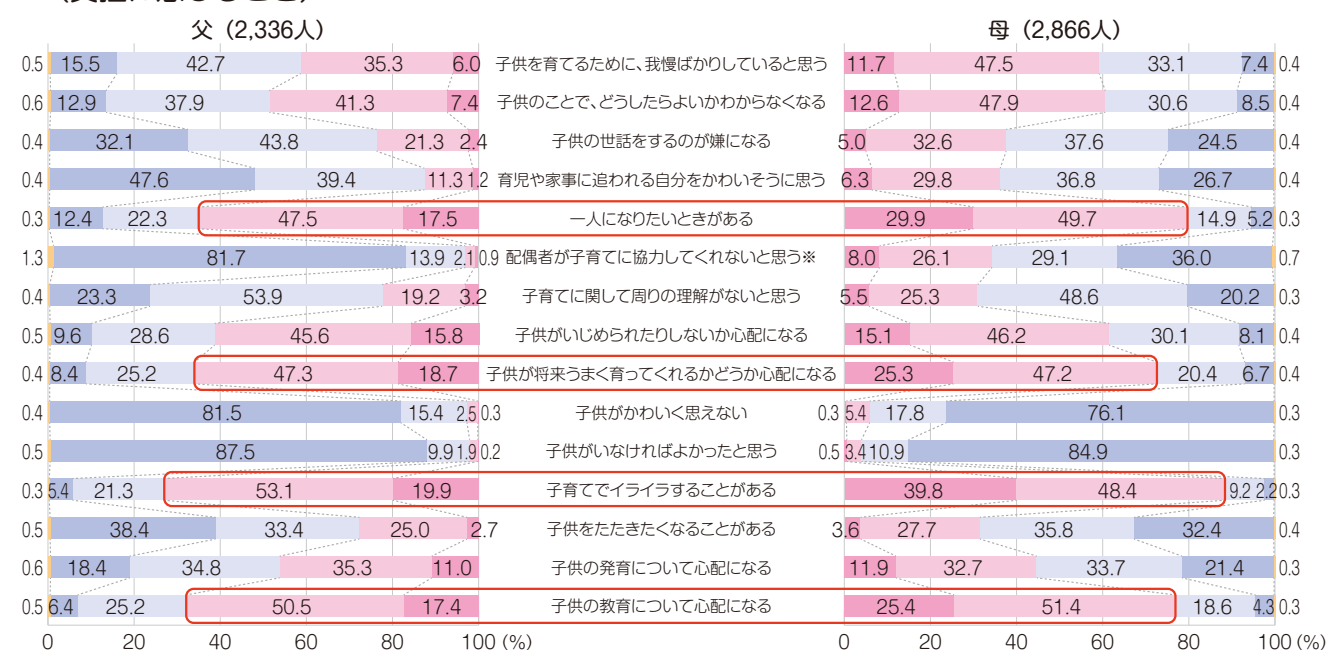 父（2,336人） 母（2,866人）
0.5 15.5 42.7 35.3 6.0 子供を育てるために、我慢ばかりしていると思う 11.7 47.5 33.1 7.4 0.4
0.6 12.9 37.9 41.3 7.4 子供のことで、どうしたらよいかわからなくなる 12.6 47.9 30.6 8.5 0.4
0.4 32.1 43.8 21.3 2.4 子供の世話をするのが嫌になる 5.0 32.6 37.6 24.5 0.4
0.4 47.6 39.4 11.3 1.2 育児や家事に追われる自分をかわいそうに思う 6.3 29.8 36.8 26.7 0.4
0.3 12.4 22.3 47.5 17.5 一人になりたいときがある 29.9 49.7 14.9 5.2 0.3
1.3 81.7 13.9 2.1 0.9 配偶者が子育てに協力してくれないと思う※ 8.0 26.1 29.1 36.0 0.7
0.4 23.3 53.9 19.2 3.2 子育てに関して周りの理解がないと思う 5.5 25.3 48.6 20.2 0.3
0.5 9.6 28.6 45.6 15.8 子供がいじめられたりしないか心配になる 15.1 46.2 30.1 8.1 0.4
0.4 8.4 25.2 47.3 18.7 子供が将来うまく育ってくれるかどうか心配になる 25.3 47.2 20.4 6.7 0.4
0.4 81.5 15.4 2.5 0.3 子供がかわいく思えない 0.3 5.4 17.8 76.1 0.3
0.5 87.5 9.9 1.9 0.2 子供がいなければよかったと思う 0.5 3.4 10.9 84.9 0.3
0.3 5.4 21.3 53.1 19.9 子育てでイライラすることがある 39.8 48.4 9.2 2.2 0.3
0.5 38.4 33.4 25.0 2.7 子供をたたきたくなることがある 3.6 27.7 35.8 32.4 0.4
0.6 18.4 34.8 35.3 11.0 子供の発育について心配になる 11.9 32.7 33.7 21.4 0.3
0.5 6.4 25.2 50.5 17.4 子供の教育について心配になる 25.4 51.4 18.6 4.3 0.3
0 20 40 60 80 100 (%) 0 20 40 60 80 100 (%)